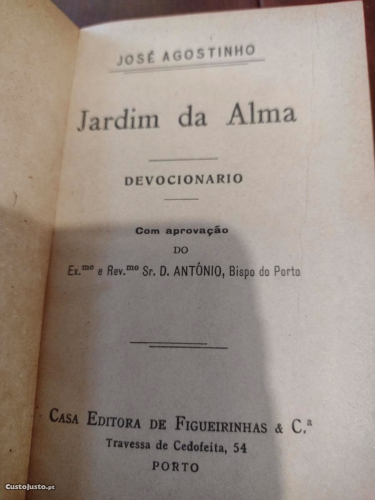 JOSÉ AGOSTINHO
Jardim da Alma
DEVOCIONARIO
Com aprovação
DO
Ex.mo e Rev.mo Sr. D. ANTÓNIO, Bispo do Porto
CASA EDITORA DE FIGUEIRINHAS & C.ª
Travessa de Cedofeita, 54
PORTO
CustoJusto.pt